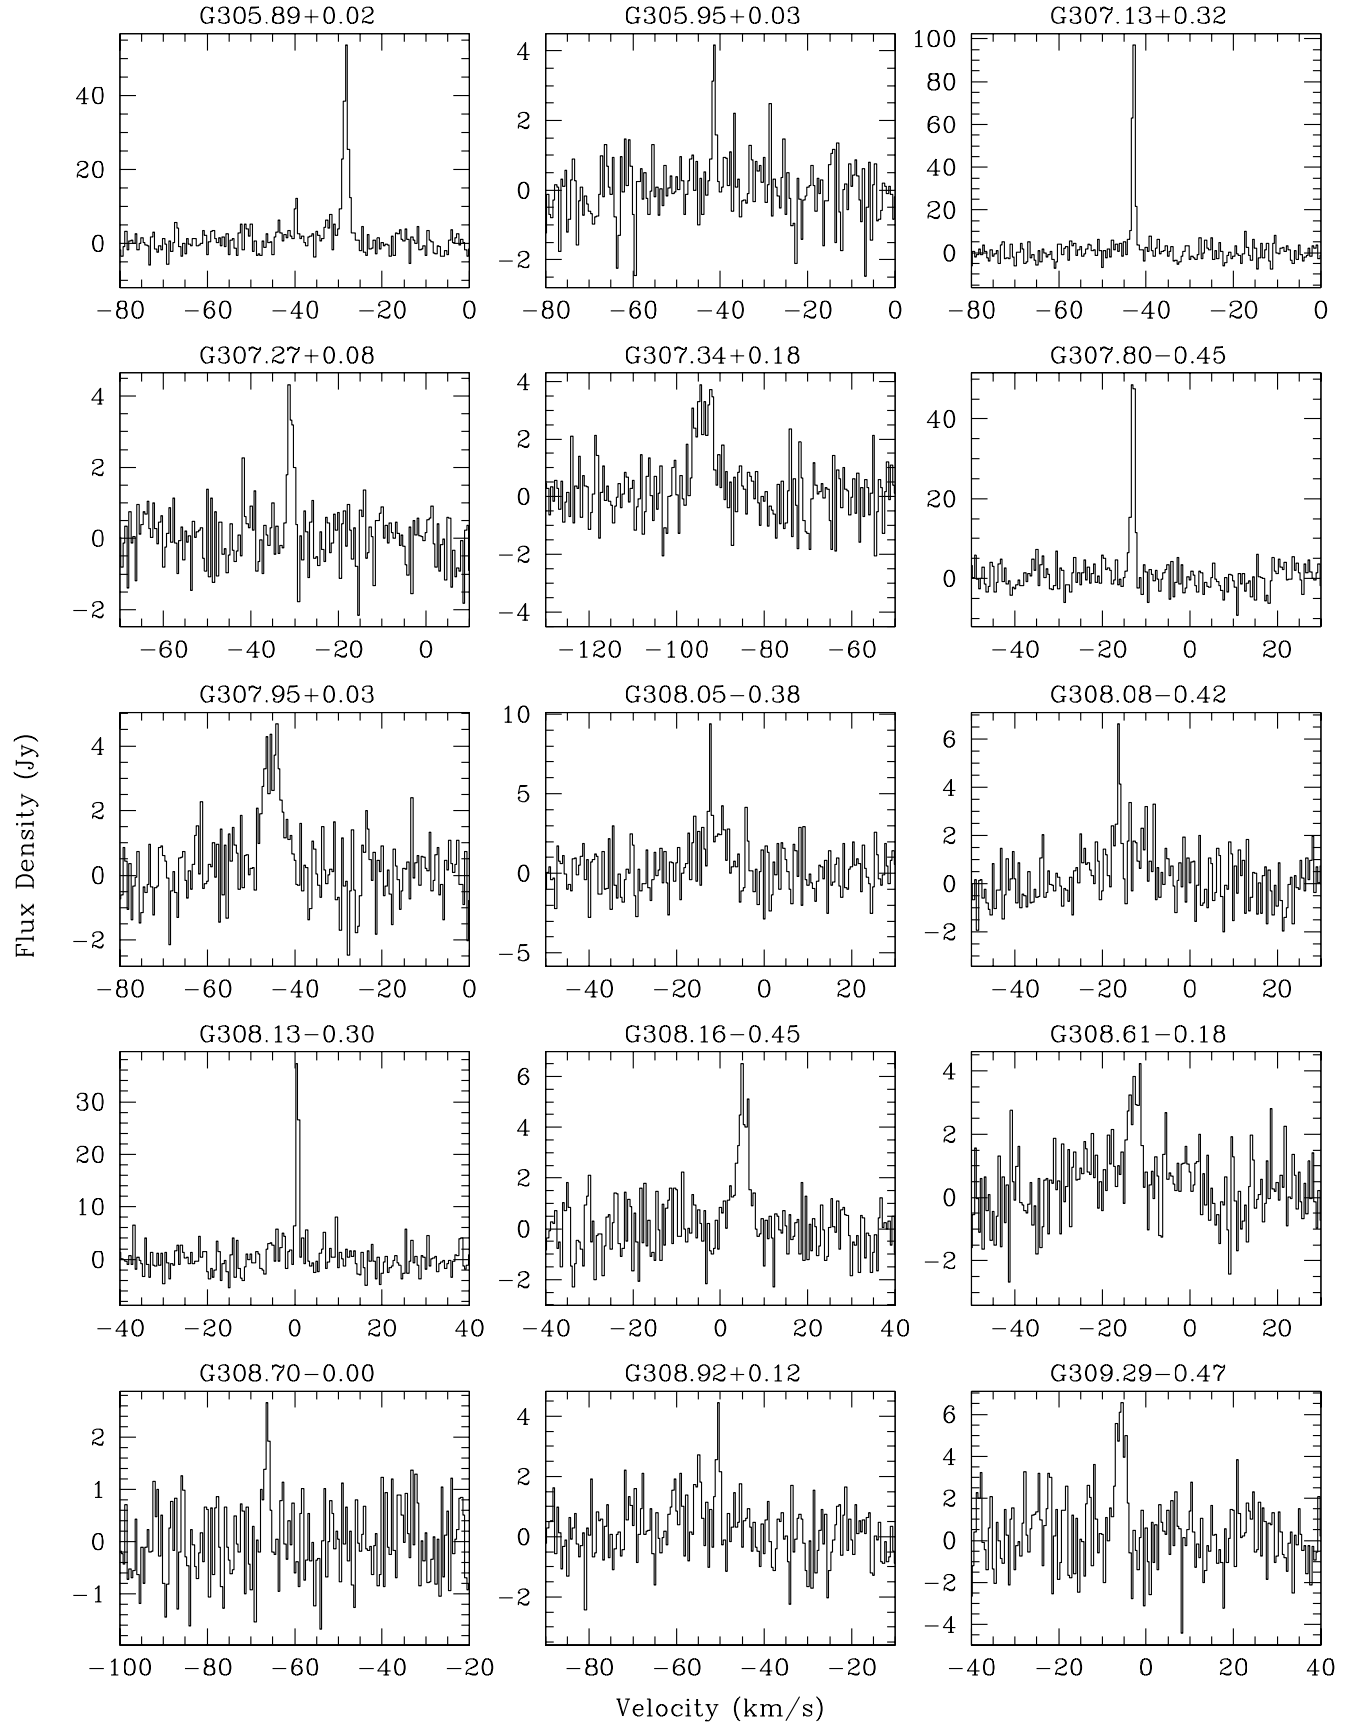 G305.89+0.02 G305.95+0.03 G307.13+0.32
40 20 0
4 2 0 −2
100 80 60 40 20 0
−80 −60 −40 −20 0 −80 −60 −40 −20 0 −80 −60 −40 −20 0
G307.27+0.08 G307.34+0.18 G307.80−0.45
4 2 0 −2
4 2 0 −2 −4
40 20 0
−60 −40 −20 0 −120 −100 −80 −60 −40 −20 0 20
G307.95+0.03 G308.05−0.38 G308.08−0.42
4 2 0 −2
10 5 0 −5
6 4 2 0 −2
−80 −60 −40 −20 0 −40 −20 0 20 −40 −20 0 20
Flux Density (Jy)
G308.13−0.30 G308.16−0.45 G308.61−0.18
30 20 10 0
6 4 2 0 −2
4 2 0 −2
−40 −20 0 20 40 −40 −20 0 20 40 −40 −20 0 20
G308.70−0.00 G308.92+0.12 G309.29−0.47
2 1 0 −1
4 2 0 −2
6 4 2 0 −2 −4
−100 −80 −60 −40 −20 −80 −60 −40 −20 −40 −20 0 20 40
Velocity (km/s)